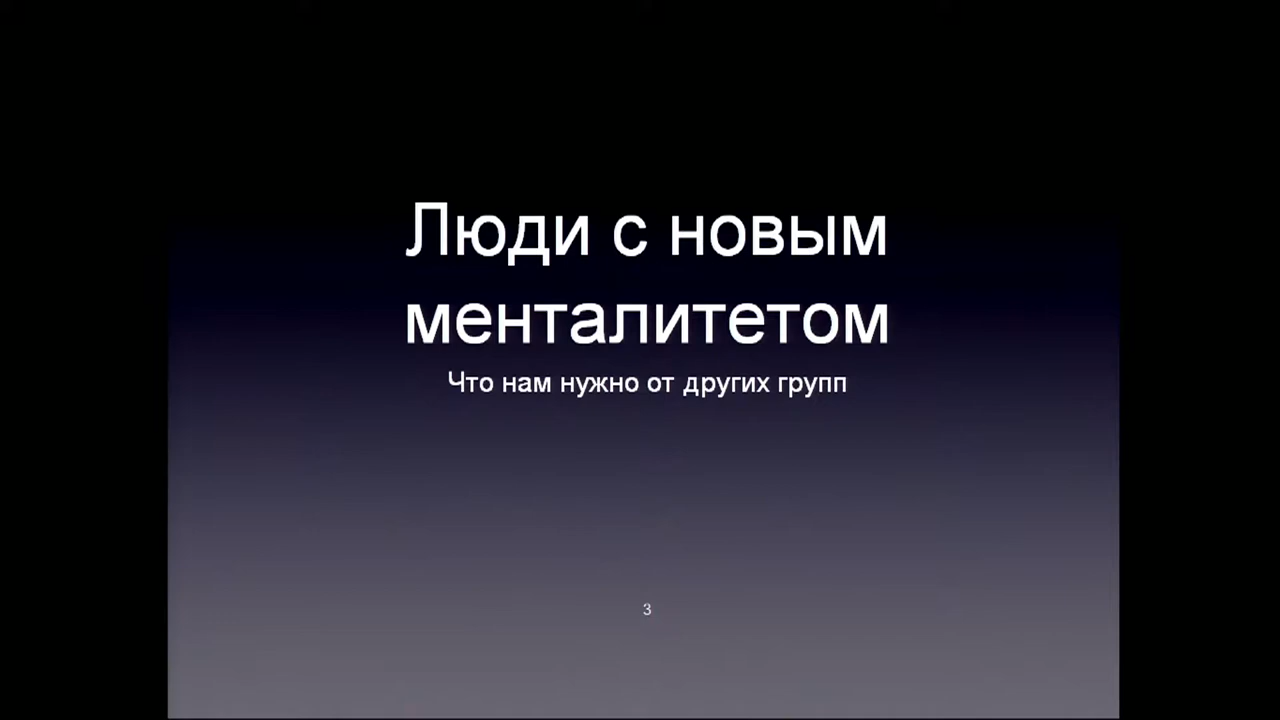 Люди с новым
менталитетом
Что нам нужно от других групп
3